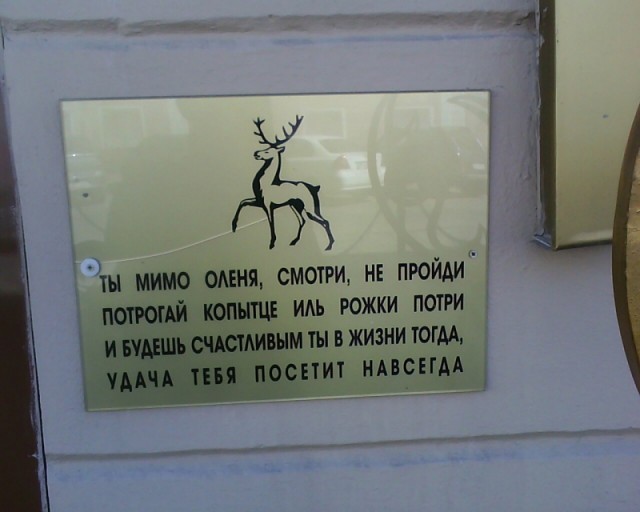 ТЫ МИМО ОЛЕНЯ, СМОТРИ, НЕ ПРОЙДИ
ПОТРОГАЙ КОПЫТЦЕ ИЛЬ РОЖКИ ПОТРИ
И БУДЕШЬ СЧАСТЛИВЫМ ТЫ В ЖИЗНИ ТОГДА,
УДАЧА ТЕБЯ ПОСЕТИТ НАВСЕГДА